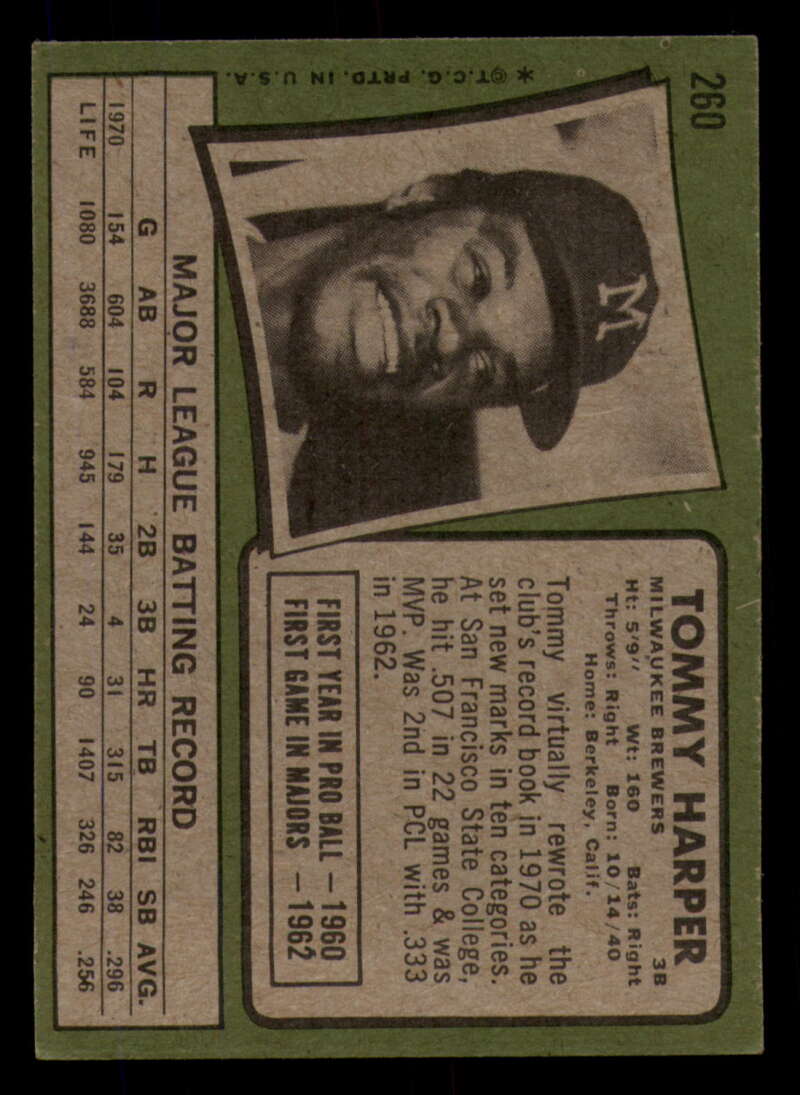 260
✱ ©T.C.G. PRTD. IN U.S.A.
M
TOMMY HARPER
MILWAUKEE BREWERS 3B
Ht: 5'9" Wt: 160 Bats: Right
Throws: Right Born: 10/14/40
Home: Berkeley, Calif.
Tommy virtually rewrote the
club's record book in 1970 as he
set new marks in ten categories.
At San Francisco State College,
he hit .507 in 22 games & was
MVP. Was 2nd in PCL with .333
in 1962.
FIRST YEAR IN PRO BALL — 1960
FIRST GAME IN MAJORS — 1962
MAJOR LEAGUE BATTING RECORD
G AB R H 2B 3B HR TB RBI SB AVG.
1970 154 604 104 179 35 4 31 315 82 38 .296
LIFE 1080 3688 584 945 144 24 90 1407 326 246 .256